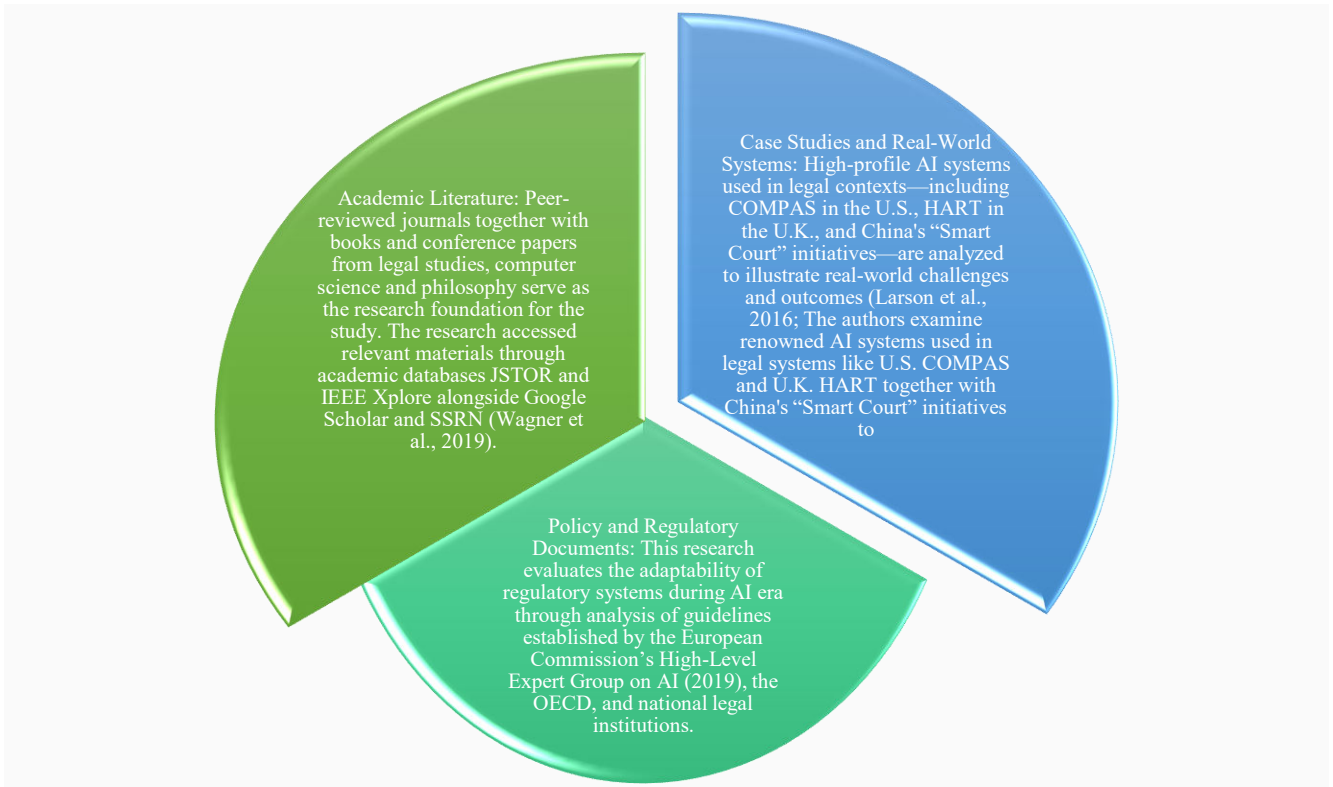 Academic Literature: Peer-
reviewed journals together with
books and conference papers
from legal studies, computer
science and philosophy serve as
the research foundation for the
study. The research accessed
relevant materials through
academic databases JSTOR and
IEEE Xplore alongside Google
Scholar and SSRN (Wagner et
al., 2019).
Case Studies and Real-World
Systems: High-profile AI systems
used in legal contexts—including
COMPAS in the U.S., HART in
the U.K., and China's “Smart
Court” initiatives—are analyzed
to illustrate real-world challenges
and outcomes (Larson et al.,
2016; The authors examine
renowned AI systems used in
legal systems like U.S. COMPAS
and U.K. HART together with
China's “Smart Court” initiatives
to
Policy and Regulatory
Documents: This research
evaluates the adaptability of
regulatory systems during AI era
through analysis of guidelines
established by the European
Commission’s High-Level
Expert Group on AI (2019), the
OECD, and national legal
institutions.